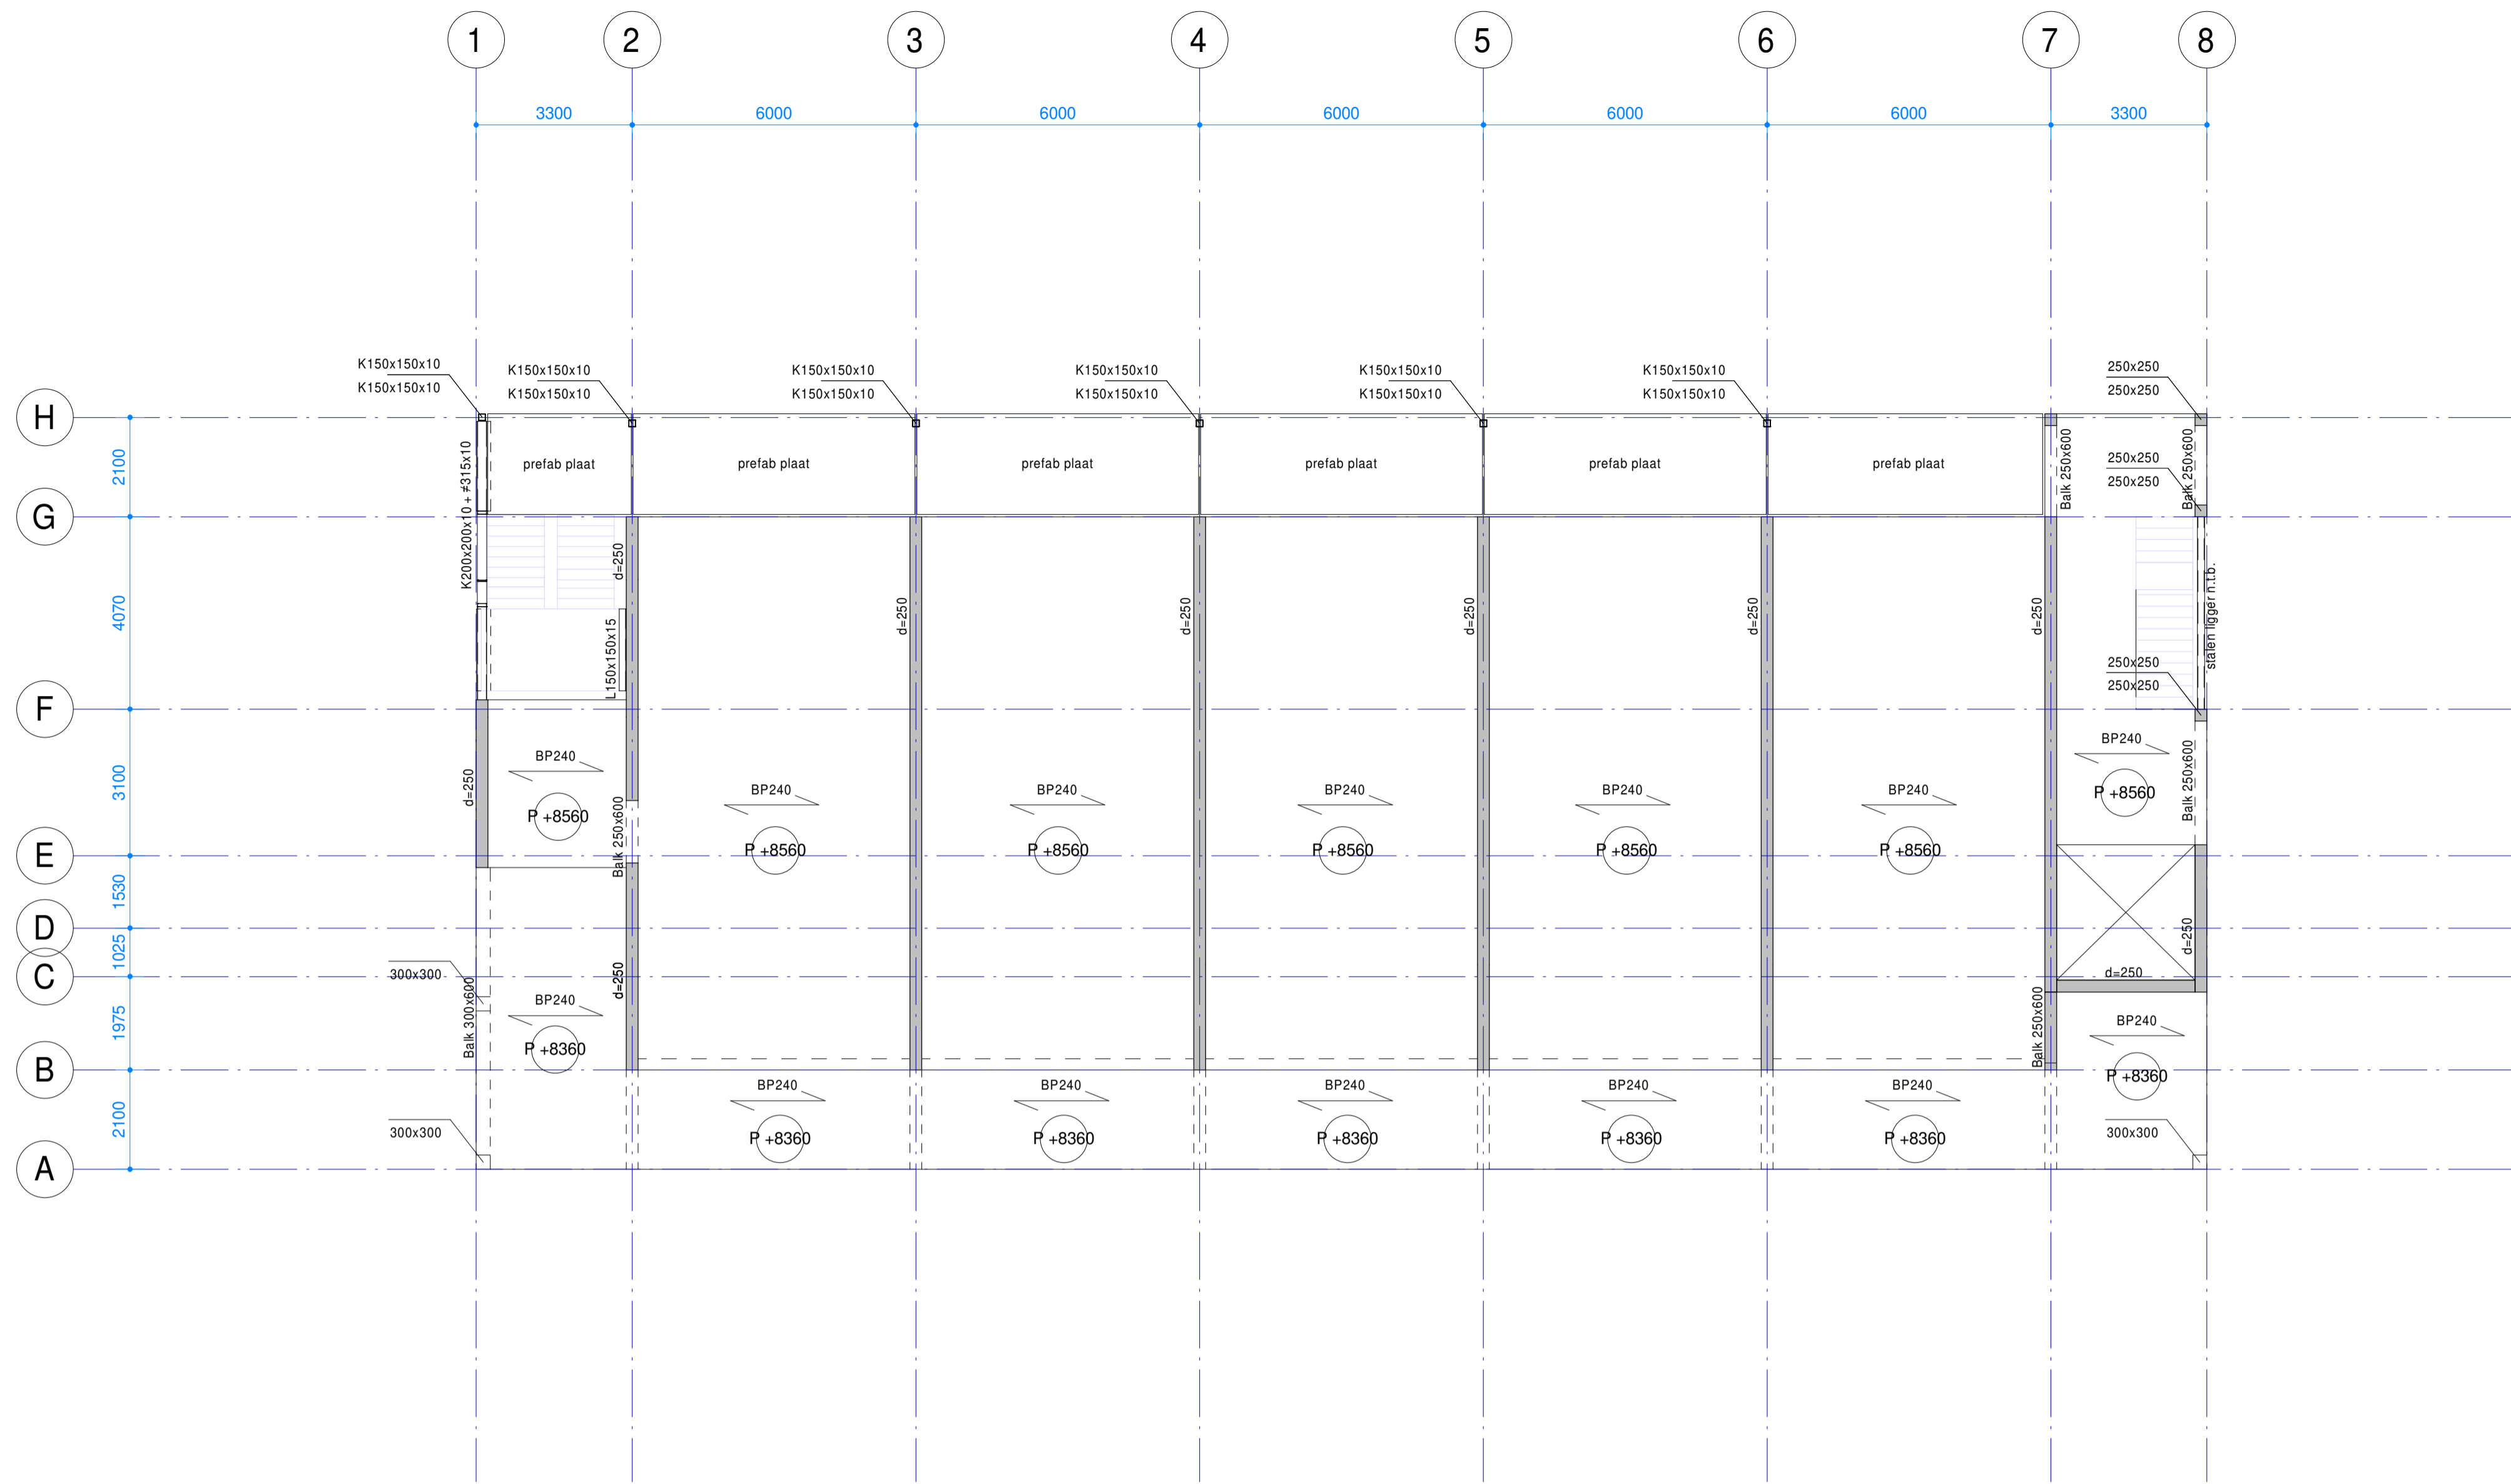 1 2 3 4 5 6 7 8
3300 6000 6000 6000 6000 6000 3300
K150x150x10
K150x150x10
K150x150x10
K150x150x10
K150x150x10
K150x150x10
K150x150x10
K150x150x10
K150x150x10
K150x150x10
K150x150x10
K150x150x10
250x250
250x250
H
2100
K200x200x10 + ≠315x10
prefab plaat prefab plaat prefab plaat prefab plaat prefab plaat prefab plaat
Balk 250x600
250x250
250x250
Balk 250x600
G
4070
d=250
L150x150x15
d=250
d=250
d=250
d=250
d=250
stalen ligger n.t.b.
250x250
250x250
F
3100
d=250
BP240
P +8560
Balk 250x600
BP240
P +8560
BP240
P +8560
BP240
P +8560
BP240
P +8560
BP240
P +8560
BP240
P +8560
Balk 250x600
E
1530
D
1025
C
1975
300x300
Balk 300x600
BP240
P +8360
d=250
d=250
d=250
Balk 250x600
BP240
P +8360
B
2100
300x300
BP240
P +8360
BP240
P +8360
BP240
P +8360
BP240
P +8360
BP240
P +8360
300x300
A